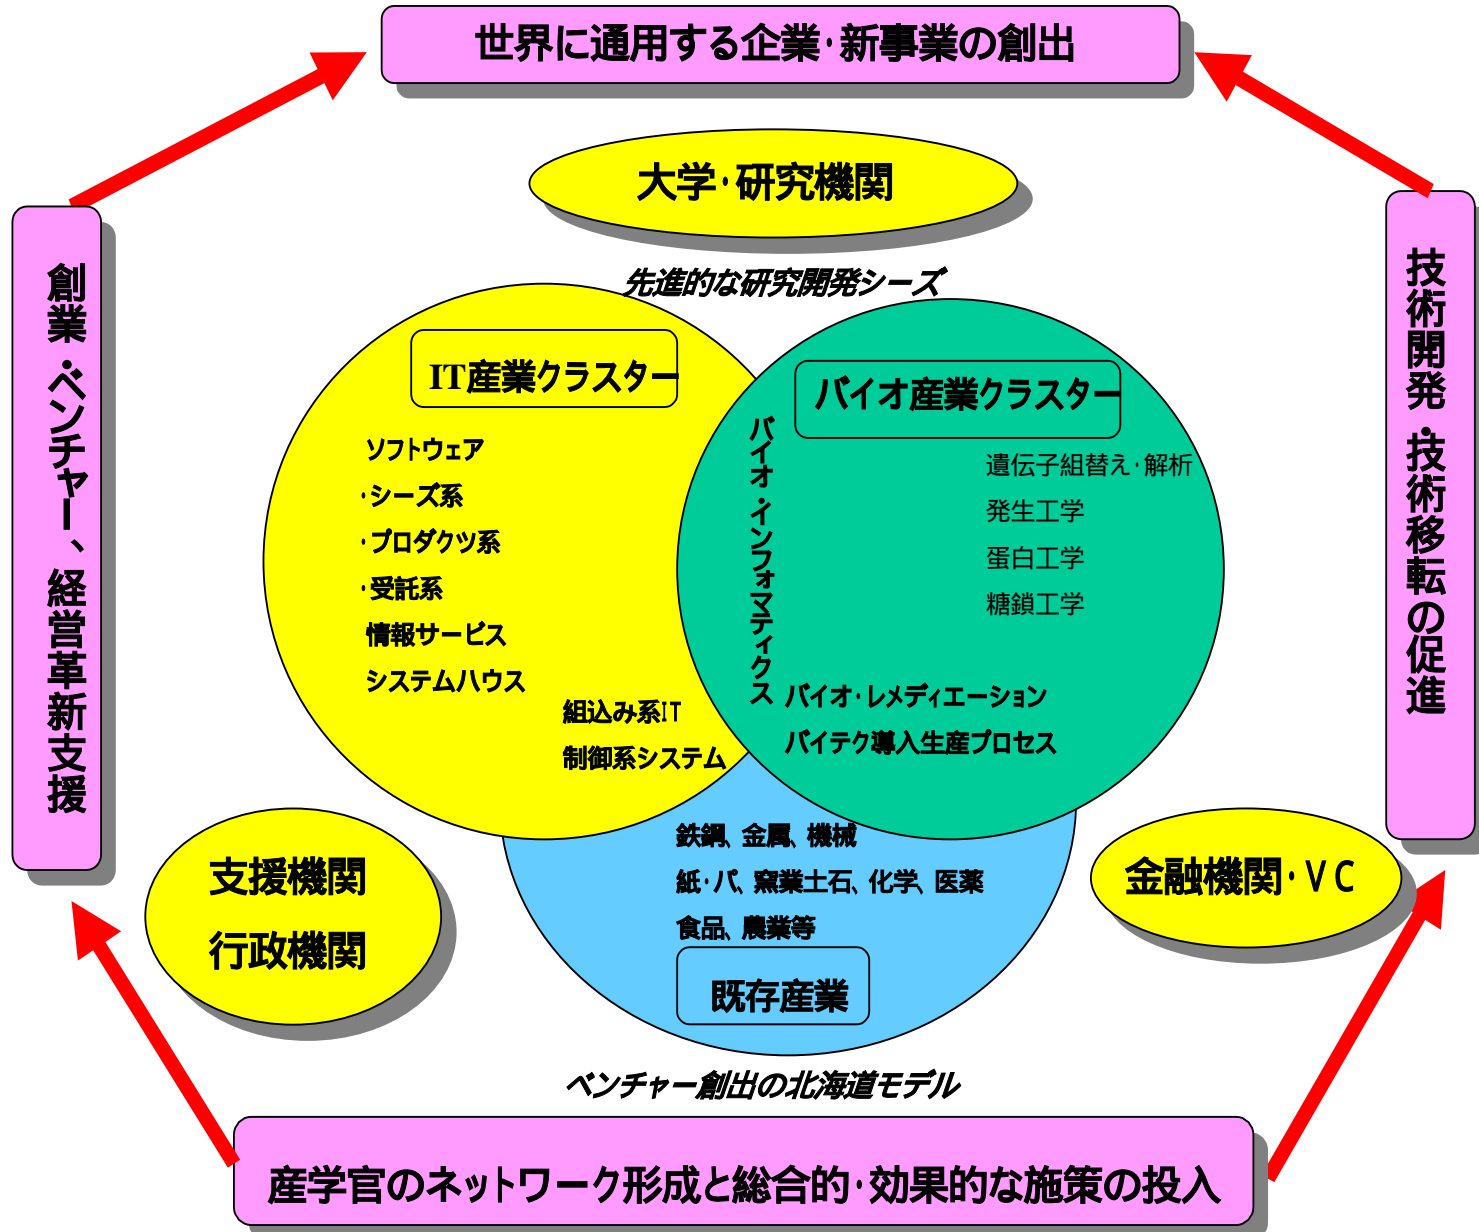 世界に通用する企業・新事業の創出
大学・研究機関
先進的な研究開発シーズ
創業・ベンチャー、経営革新支援
技術開発・技術移転の促進
IT産業クラスター
ソフトウェア
・シーズ系
・プロダクツ系
・受託系
情報サービス
システムハウス
組込み系IT
制御系システム
バイオ・インフォマティクス
バイオ産業クラスター
遺伝子組替え・解析
発生工学
蛋白工学
糖鎖工学
バイオ・レメディエーション
バイテク導入生産プロセス
鉄鋼、金属、機械
紙・パ、窯業土石、化学、医薬
食品、農業等
既存産業
支援機関
行政機関
金融機関・VC
ベンチャー創出の北海道モデル
産学官のネットワーク形成と総合的・効果的な施策の投入